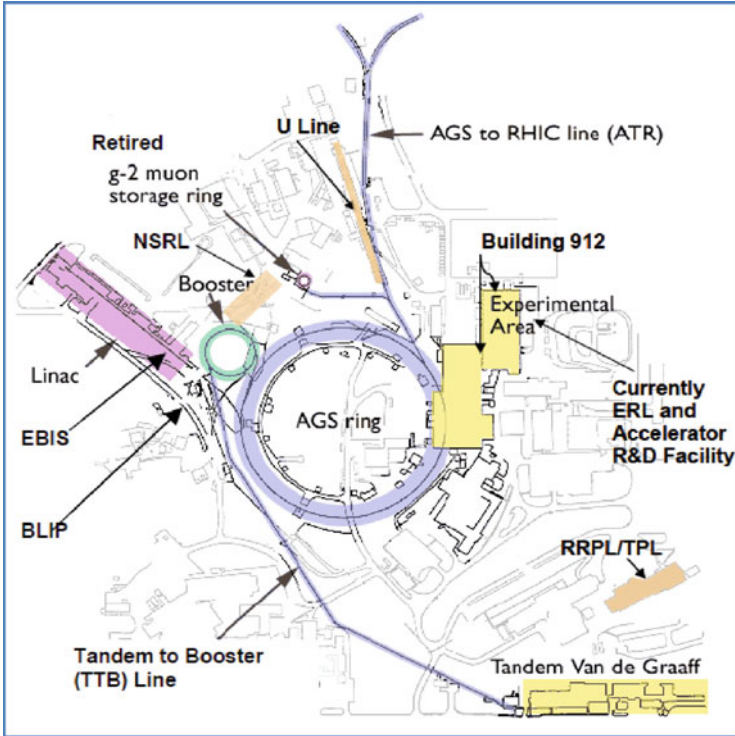 U Line
AGS to RHIC line (ATR)
Retired
g-2 muon
storage ring
NSRL
Building 912
Booster
Experimental
Area
Linac
Currently
ERL and
Accelerator
R&D Facility
AGS ring
EBIS
BLIP
RRPL/TPL
Tandem to Booster
(TTB) Line
Tandem Van de Graaff